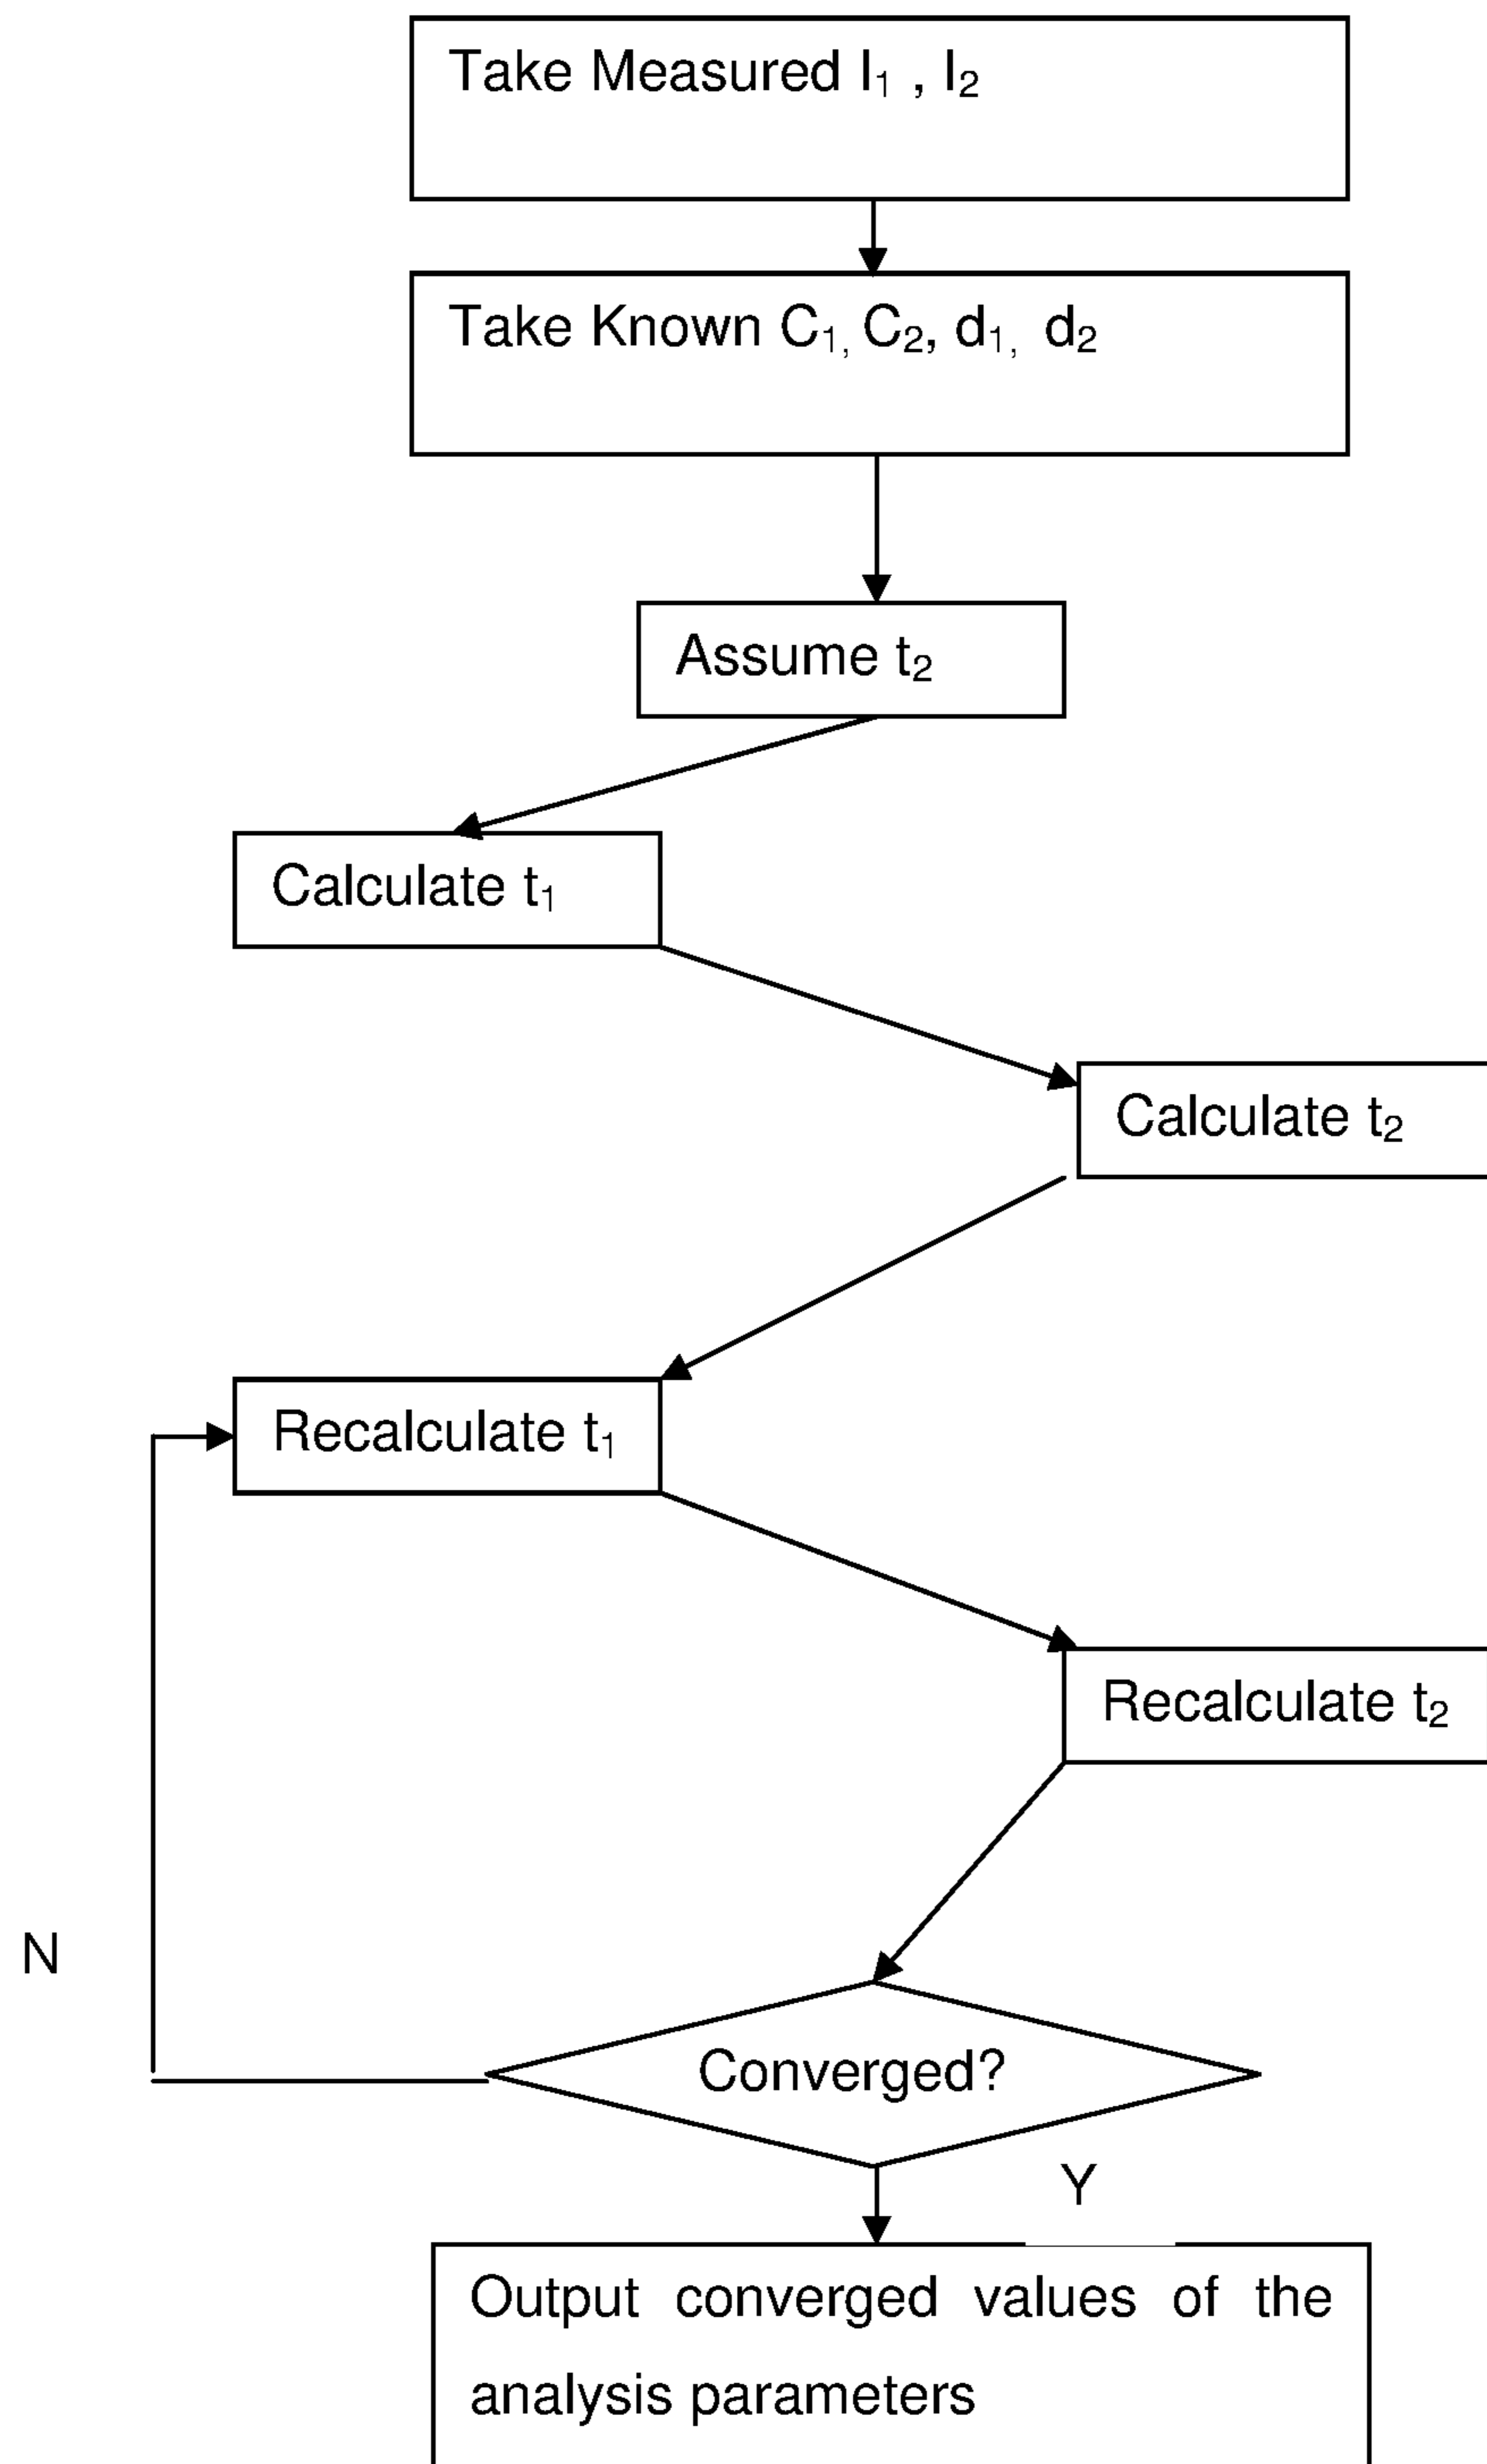 Take Measured I₁ , I₂
Take Known C₁, C₂, d₁, d₂
Assume t₂
Calculate t₁
Calculate t₂
Recalculate t₁
Recalculate t₂
N
Converged?
Y
Output converged values of the
analysis parameters